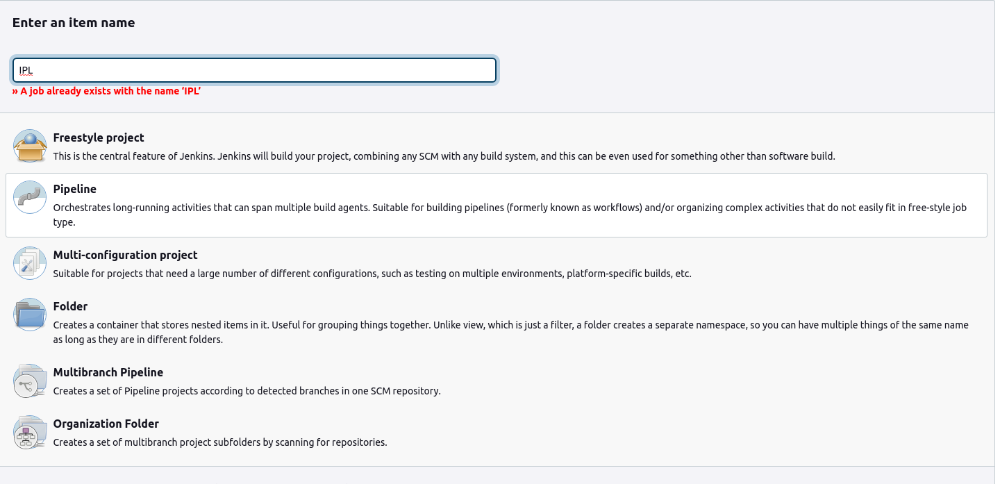 Enter an item name
IPL
» A job already exists with the name ‘IPL’
Freestyle project
This is the central feature of Jenkins. Jenkins will build your project, combining any SCM with any build system, and this can be even used for something other than software build.
Pipeline
Orchestrates long-running activities that can span multiple build agents. Suitable for building pipelines (formerly known as workflows) and/or organizing complex activities that do not easily fit in free-style job
type.
Multi-configuration project
Suitable for projects that need a large number of different configurations, such as testing on multiple environments, platform-specific builds, etc.
Folder
Creates a container that stores nested items in it. Useful for grouping things together. Unlike view, which is just a filter, a folder creates a separate namespace, so you can have multiple things of the same name
as long as they are in different folders.
Multibranch Pipeline
Creates a set of Pipeline projects according to detected branches in one SCM repository.
Organization Folder
Creates a set of multibranch project subfolders by scanning for repositories.